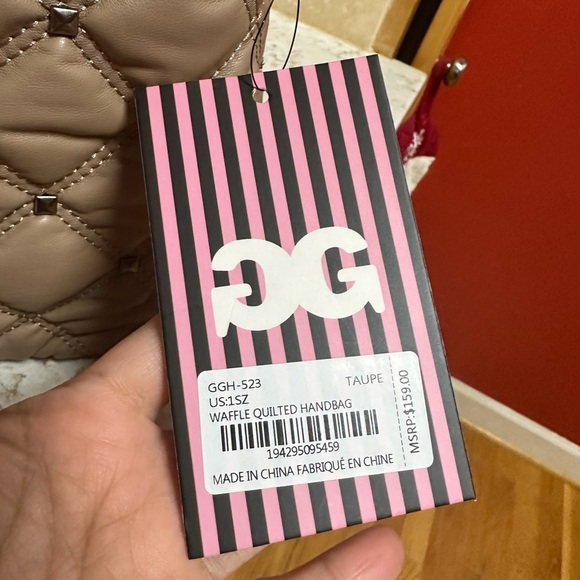 GG
GGH-523 TAUPE
US:1SZ
WAFFLE QUILTED HANDBAG
194295095459
MADE IN CHINA FABRIQUÉ EN CHINE
MSRP:$159.00